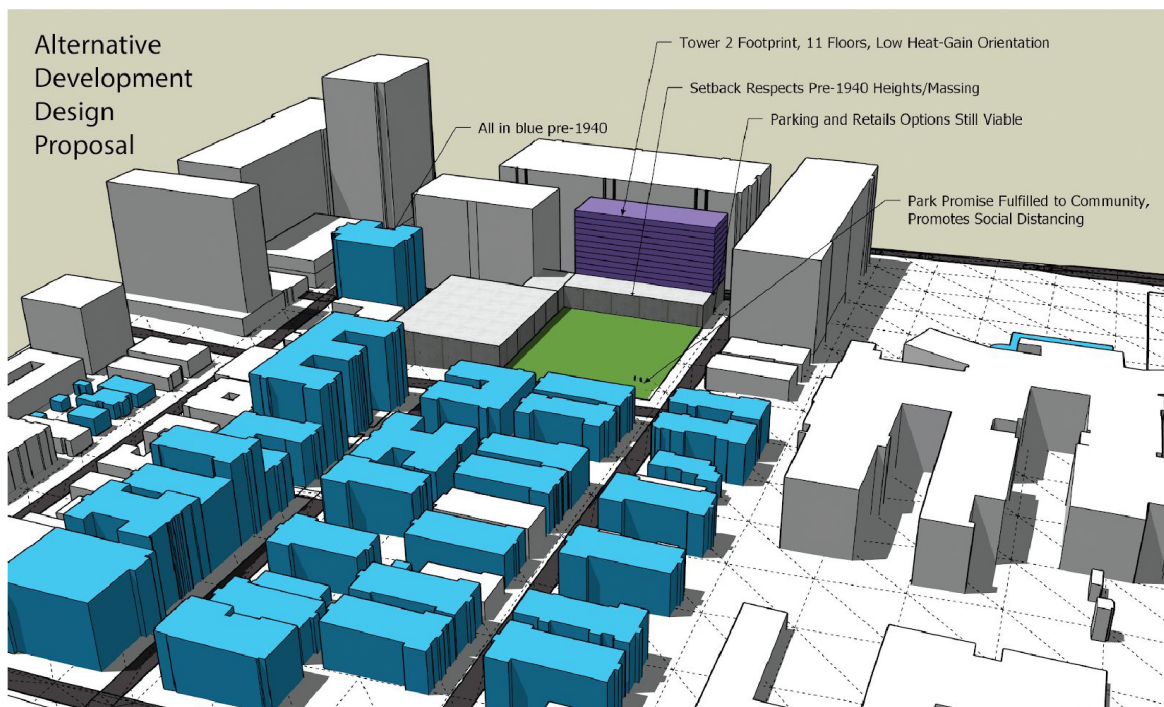 Alternative
Development
Design
Proposal
Tower 2 Footprint, 11 Floors, Low Heat-Gain Orientation
Setback Respects Pre-1940 Heights/Massing
Parking and Retails Options Still Viable
All in blue pre-1940
Park Promise Fulfilled to Community,
Promotes Social Distancing